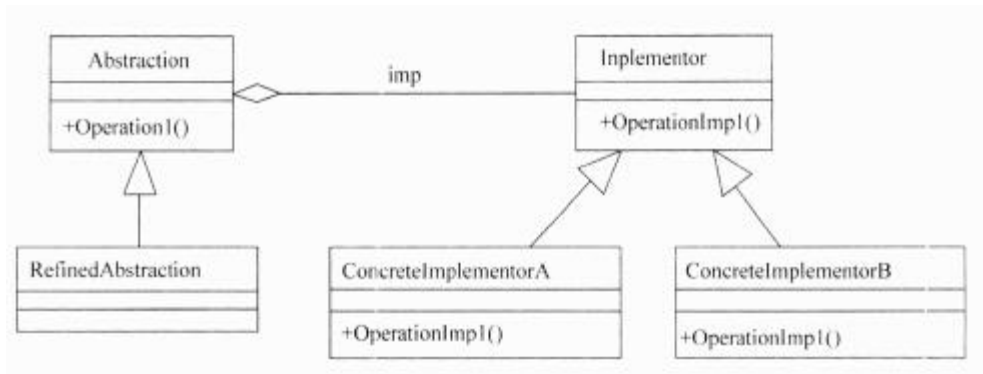 Abstraction
+Operation1()
imp
Inplementor
+OperationImp1()
RefinedAbstraction
ConcreteImplementorA
+OperationImp1()
ConcreteImplementorB
+OperationImp1()